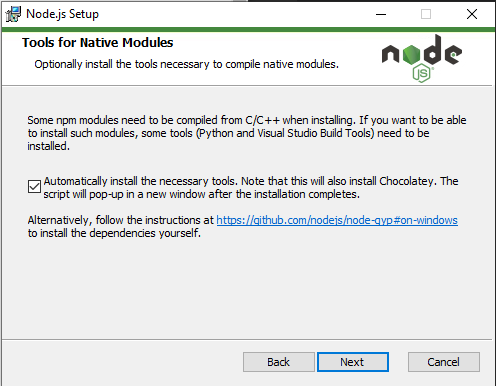 Node.js Setup
Tools for Native Modules
Optionally install the tools necessary to compile native modules.
node
JS
Some npm modules need to be compiled from C/C++ when installing. If you want to be able
to install such modules, some tools (Python and Visual Studio Build Tools) need to be
installed.
Automatically install the necessary tools. Note that this will also install Chocolatey. The
script will pop-up in a new window after the installation completes.
Alternatively, follow the instructions at https://github.com/nodejs/node-gyp#on-windows
to install the dependencies yourself.
Back
Next
Cancel